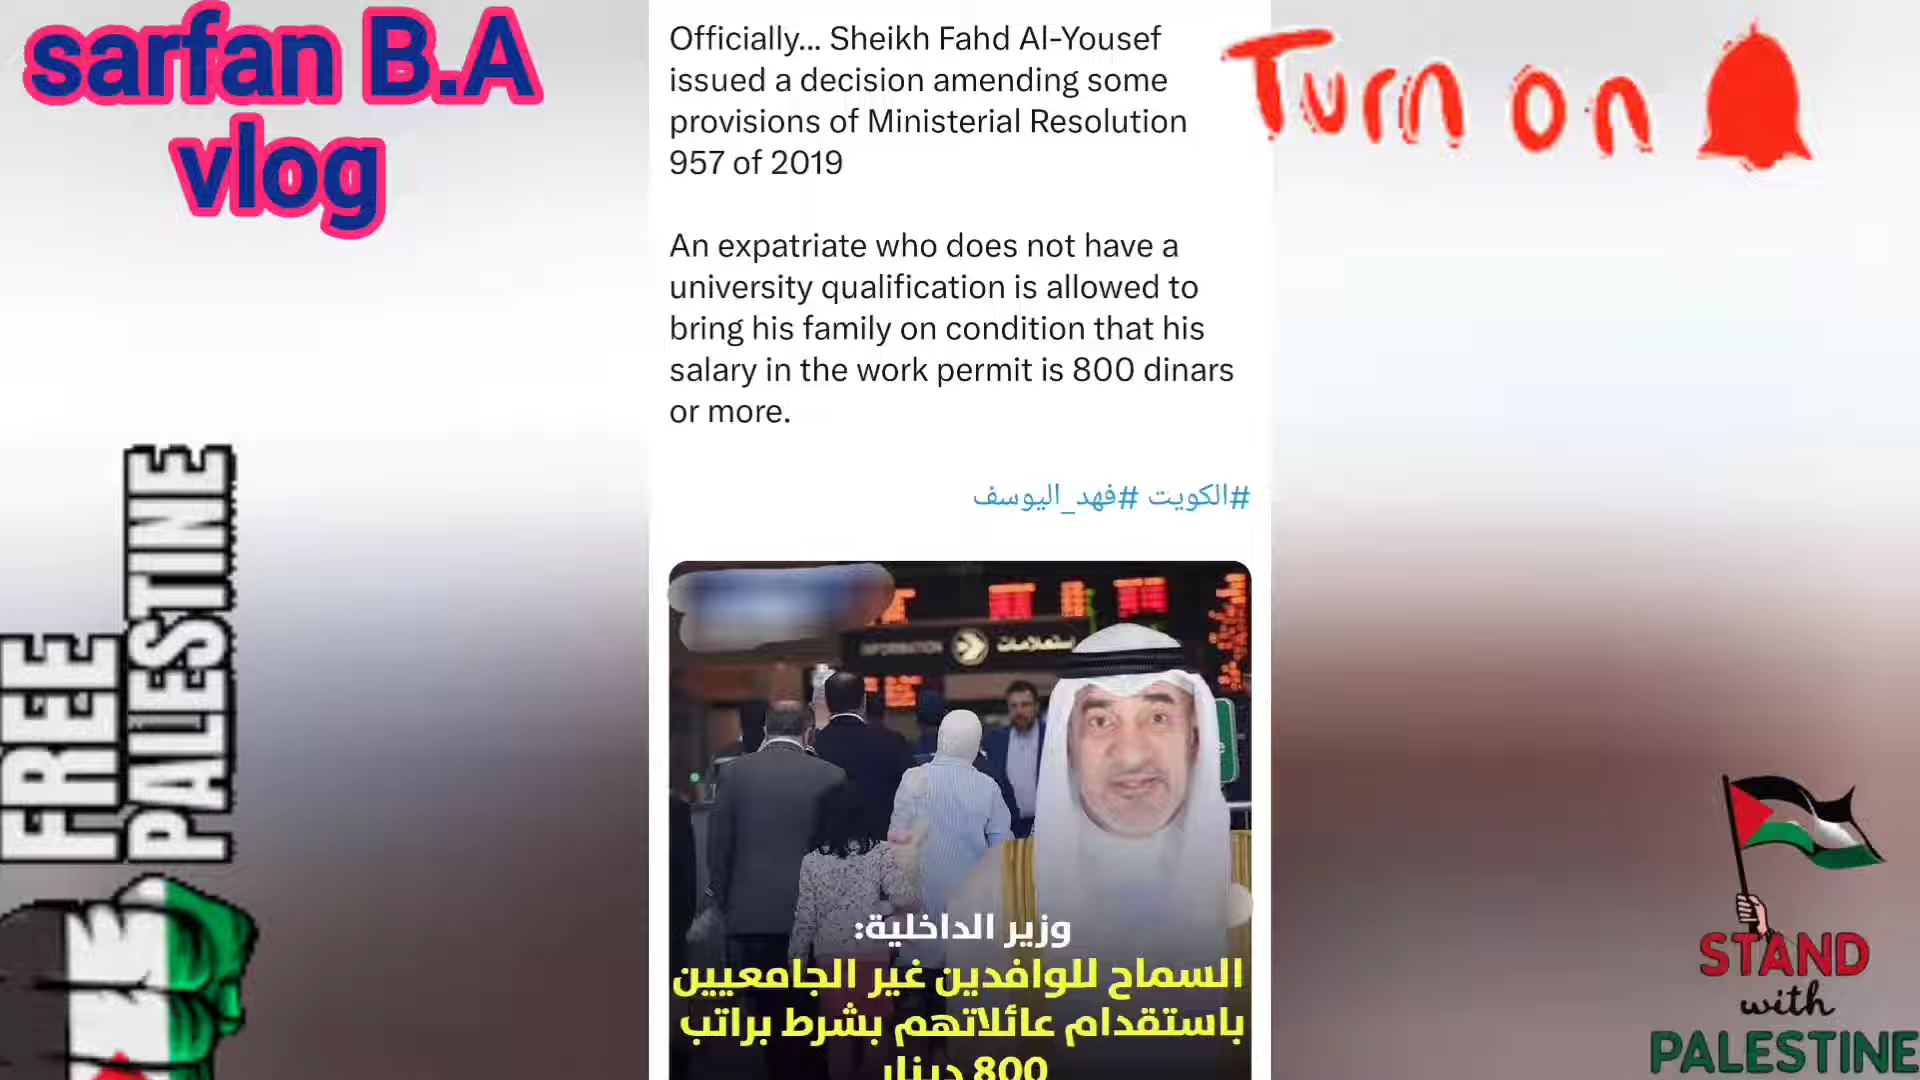 sarfan B.A
vlog
Officially... Sheikh Fahd Al-Yousef
issued a decision amending some
provisions of Ministerial Resolution
957 of 2019
An expatriate who does not have a
university qualification is allowed to
bring his family on condition that his
salary in the work permit is 800 dinars
or more.
#الكويت #فهد_اليوسف
Turn on
FREE
PALESTINE
INFORMATION
إستعلامات
وزير الداخلية:
السماح للوافدين غير الجامعيين
باستقدام عائلاتهم بشرط براتب
800 دينار
STAND
with
PALESTINE